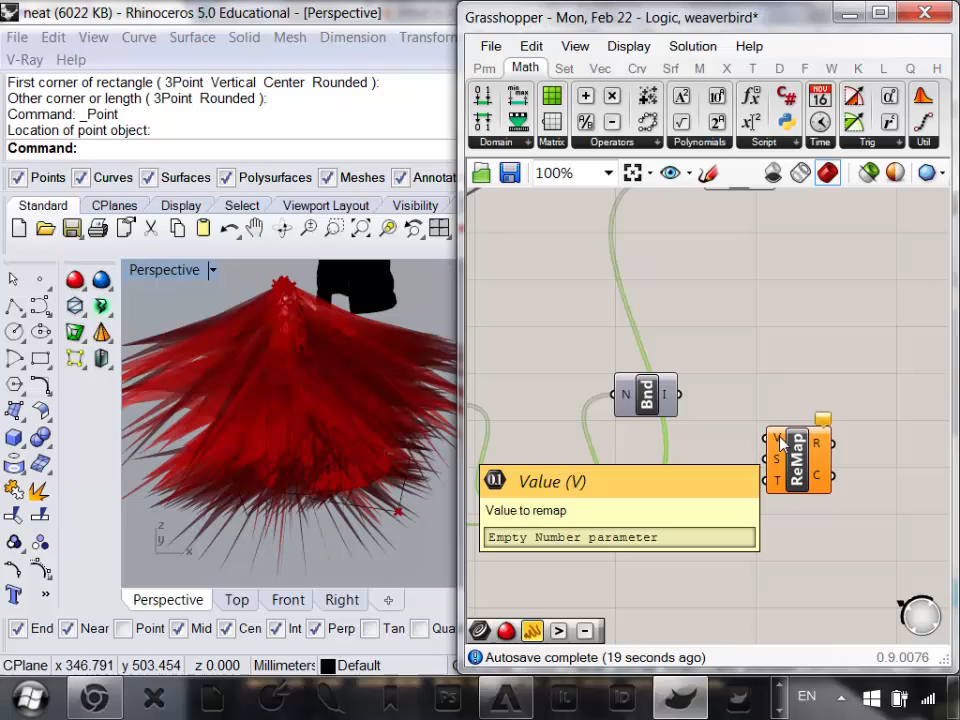 neat (6022 KB) - Rhinoceros 5.0 Educational - [Perspective]
File Edit View Curve Surface Solid Mesh Dimension Transform
V-Ray Help
First corner of rectangle ( 3Point Vertical Center Rounded ):
Other corner or length ( 3Point Rounded ):
Command: _Point
Location of point object:
Command:
Points Curves Surfaces Polysurfaces Meshes Annotat
Standard CPlanes Display Select Viewport Layout Visibility
Perspective
z
y
x
Perspective Top Front Right
End Near Point Mid Cen Int Perp Tan Qua
CPlane x 346.791 y 503.454 z 0.000 Millimeters Default
Grasshopper - Mon, Feb 22 - Logic, weaverbird*
File Edit View Display Solution Help
Prm Math Set Vec Crv Srf M X T D F W K L Q H
Domain Matrix Operators Polynomials Script Time Trig Util
100%
N Bnd I
V S T ReMap R C
0.1 Value (V)
Value to remap
Empty Number parameter
Autosave complete (19 seconds ago) 0.9.0076
EN